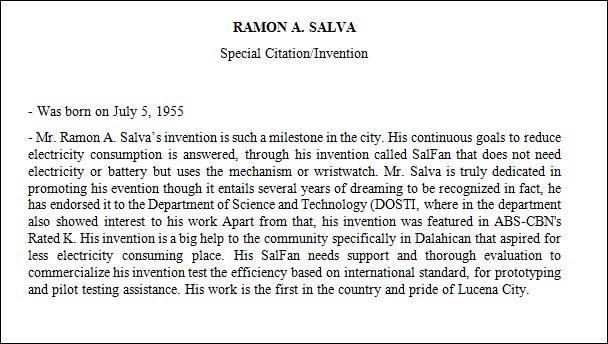 RAMON A. SALVA
Special Citation/Invention
- Was born on July 5, 1955
- Mr. Ramon A. Salva's invention is such a milestone in the city. His continuous goals to reduce
electricity consumption is answered, through his invention called SalFan that does not need
electricity or battery but uses the mechanism or wristwatch. Mr. Salva is truly dedicated in
promoting his evention though it entails several years of dreaming to be recognized in fact, he
has endorsed it to the Department of Science and Technology (DOSTI, where in the department
also showed interest to his work Apart from that, his invention was featured in ABS-CBN's
Rated K. His invention is a big help to the community specifically in Dalahican that aspired for
less electricity consuming place. His SalFan needs support and thorough evaluation to
commercialize his invention test the efficiency based on international standard, for prototyping
and pilot testing assistance. His work is the first in the country and pride of Lucena City.